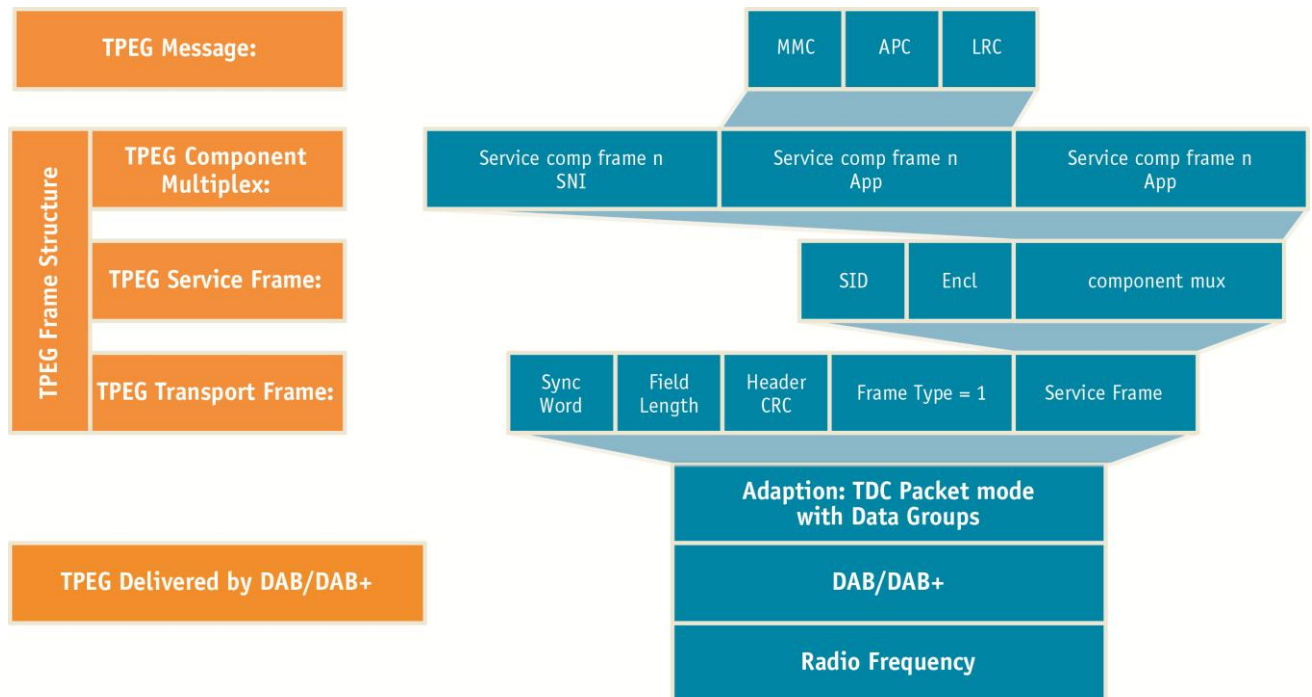 TPEG Message:
MMC
APC
LRC
TPEG Frame Structure
TPEG Component
Multiplex:
Service comp frame n
SNI
Service comp frame n
App
Service comp frame n
App
TPEG Service Frame:
SID
Encl
component mux
TPEG Transport Frame:
Sync
Word
Field
Length
Header
CRC
Frame Type = 1
Service Frame
Adaption: TDC Packet mode
with Data Groups
TPEG Delivered by DAB/DAB+
DAB/DAB+
Radio Frequency